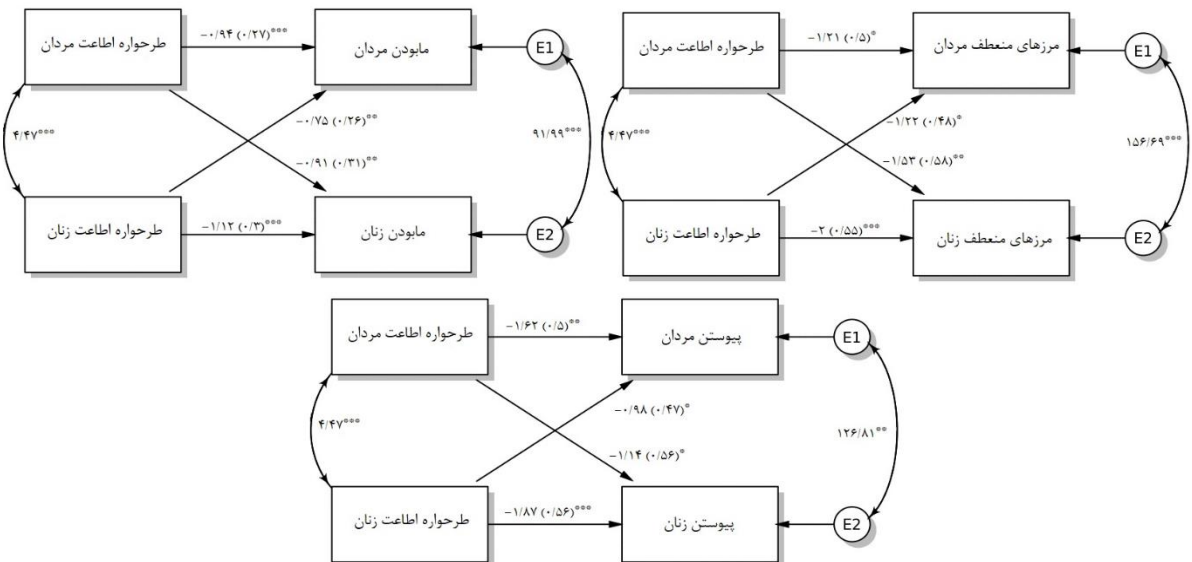 طرحواره اطاعت مردان
-۰/۹۴ (۰/۲۷)***
مابودن مردان
E1
۴/۴۷***
-۰/۷۵ (۰/۲۶)**
-۰/۹۱ (۰/۳۱)**
۹۱/۹۹***
طرحواره اطاعت زنان
-۱/۱۲ (۰/۳)***
مابودن زنان
E2
طرحواره اطاعت مردان
-۱/۲۱ (۰/۵)*
مرزهای منعطف مردان
E1
۴/۴۷***
-۱/۲۲ (۰/۴۸)*
-۱/۵۳ (۰/۵۸)**
۱۵۶/۶۹***
طرحواره اطاعت زنان
-۲ (۰/۵۵)***
مرزهای منعطف زنان
E2
طرحواره اطاعت مردان
-۱/۶۲ (۰/۵)**
پیوستن مردان
E1
۴/۴۷***
-۰/۹۸ (۰/۴۷)*
-۱/۱۴ (۰/۵۶)*
۱۲۶/۸۱**
طرحواره اطاعت زنان
-۱/۸۷ (۰/۵۶)***
پیوستن زنان
E2